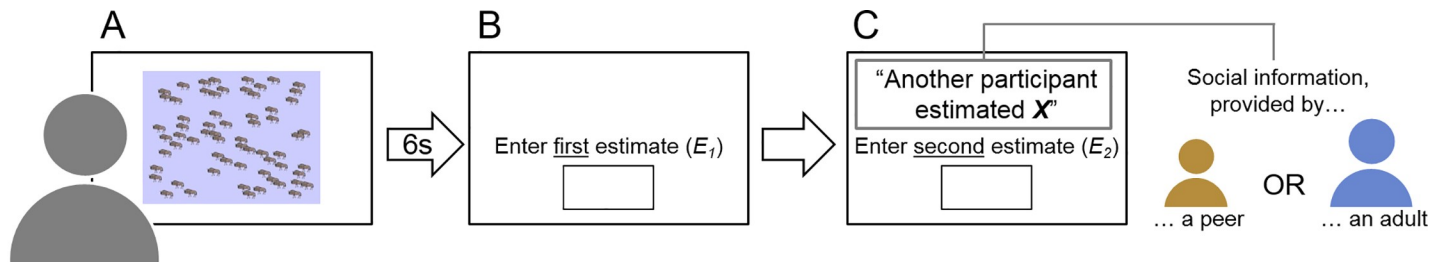 A
6s
B
Enter first estimate (E1)
C
“Another participant
estimated X”
Enter second estimate (E2)
Social information,
provided by…
OR
… a peer
… an adult